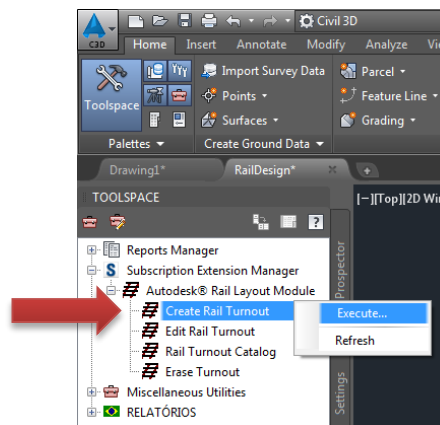 C3D
Civil 3D
Home Insert Annotate Modify Analyze
Toolspace
Import Survey Data
Points
Surfaces
Parcel
Feature Line
Grading
Palettes
Create Ground Data
Drawing1*
RailDesign*
TOOLSPACE
[−][Top][2D Wi
Reports Manager
Subscription Extension Manager
Autodesk® Rail Layout Module
Create Rail Turnout
Edit Rail Turnout
Rail Turnout Catalog
Erase Turnout
Miscellaneous Utilities
RELATÓRIOS
Execute...
Refresh
Prospector
Settings